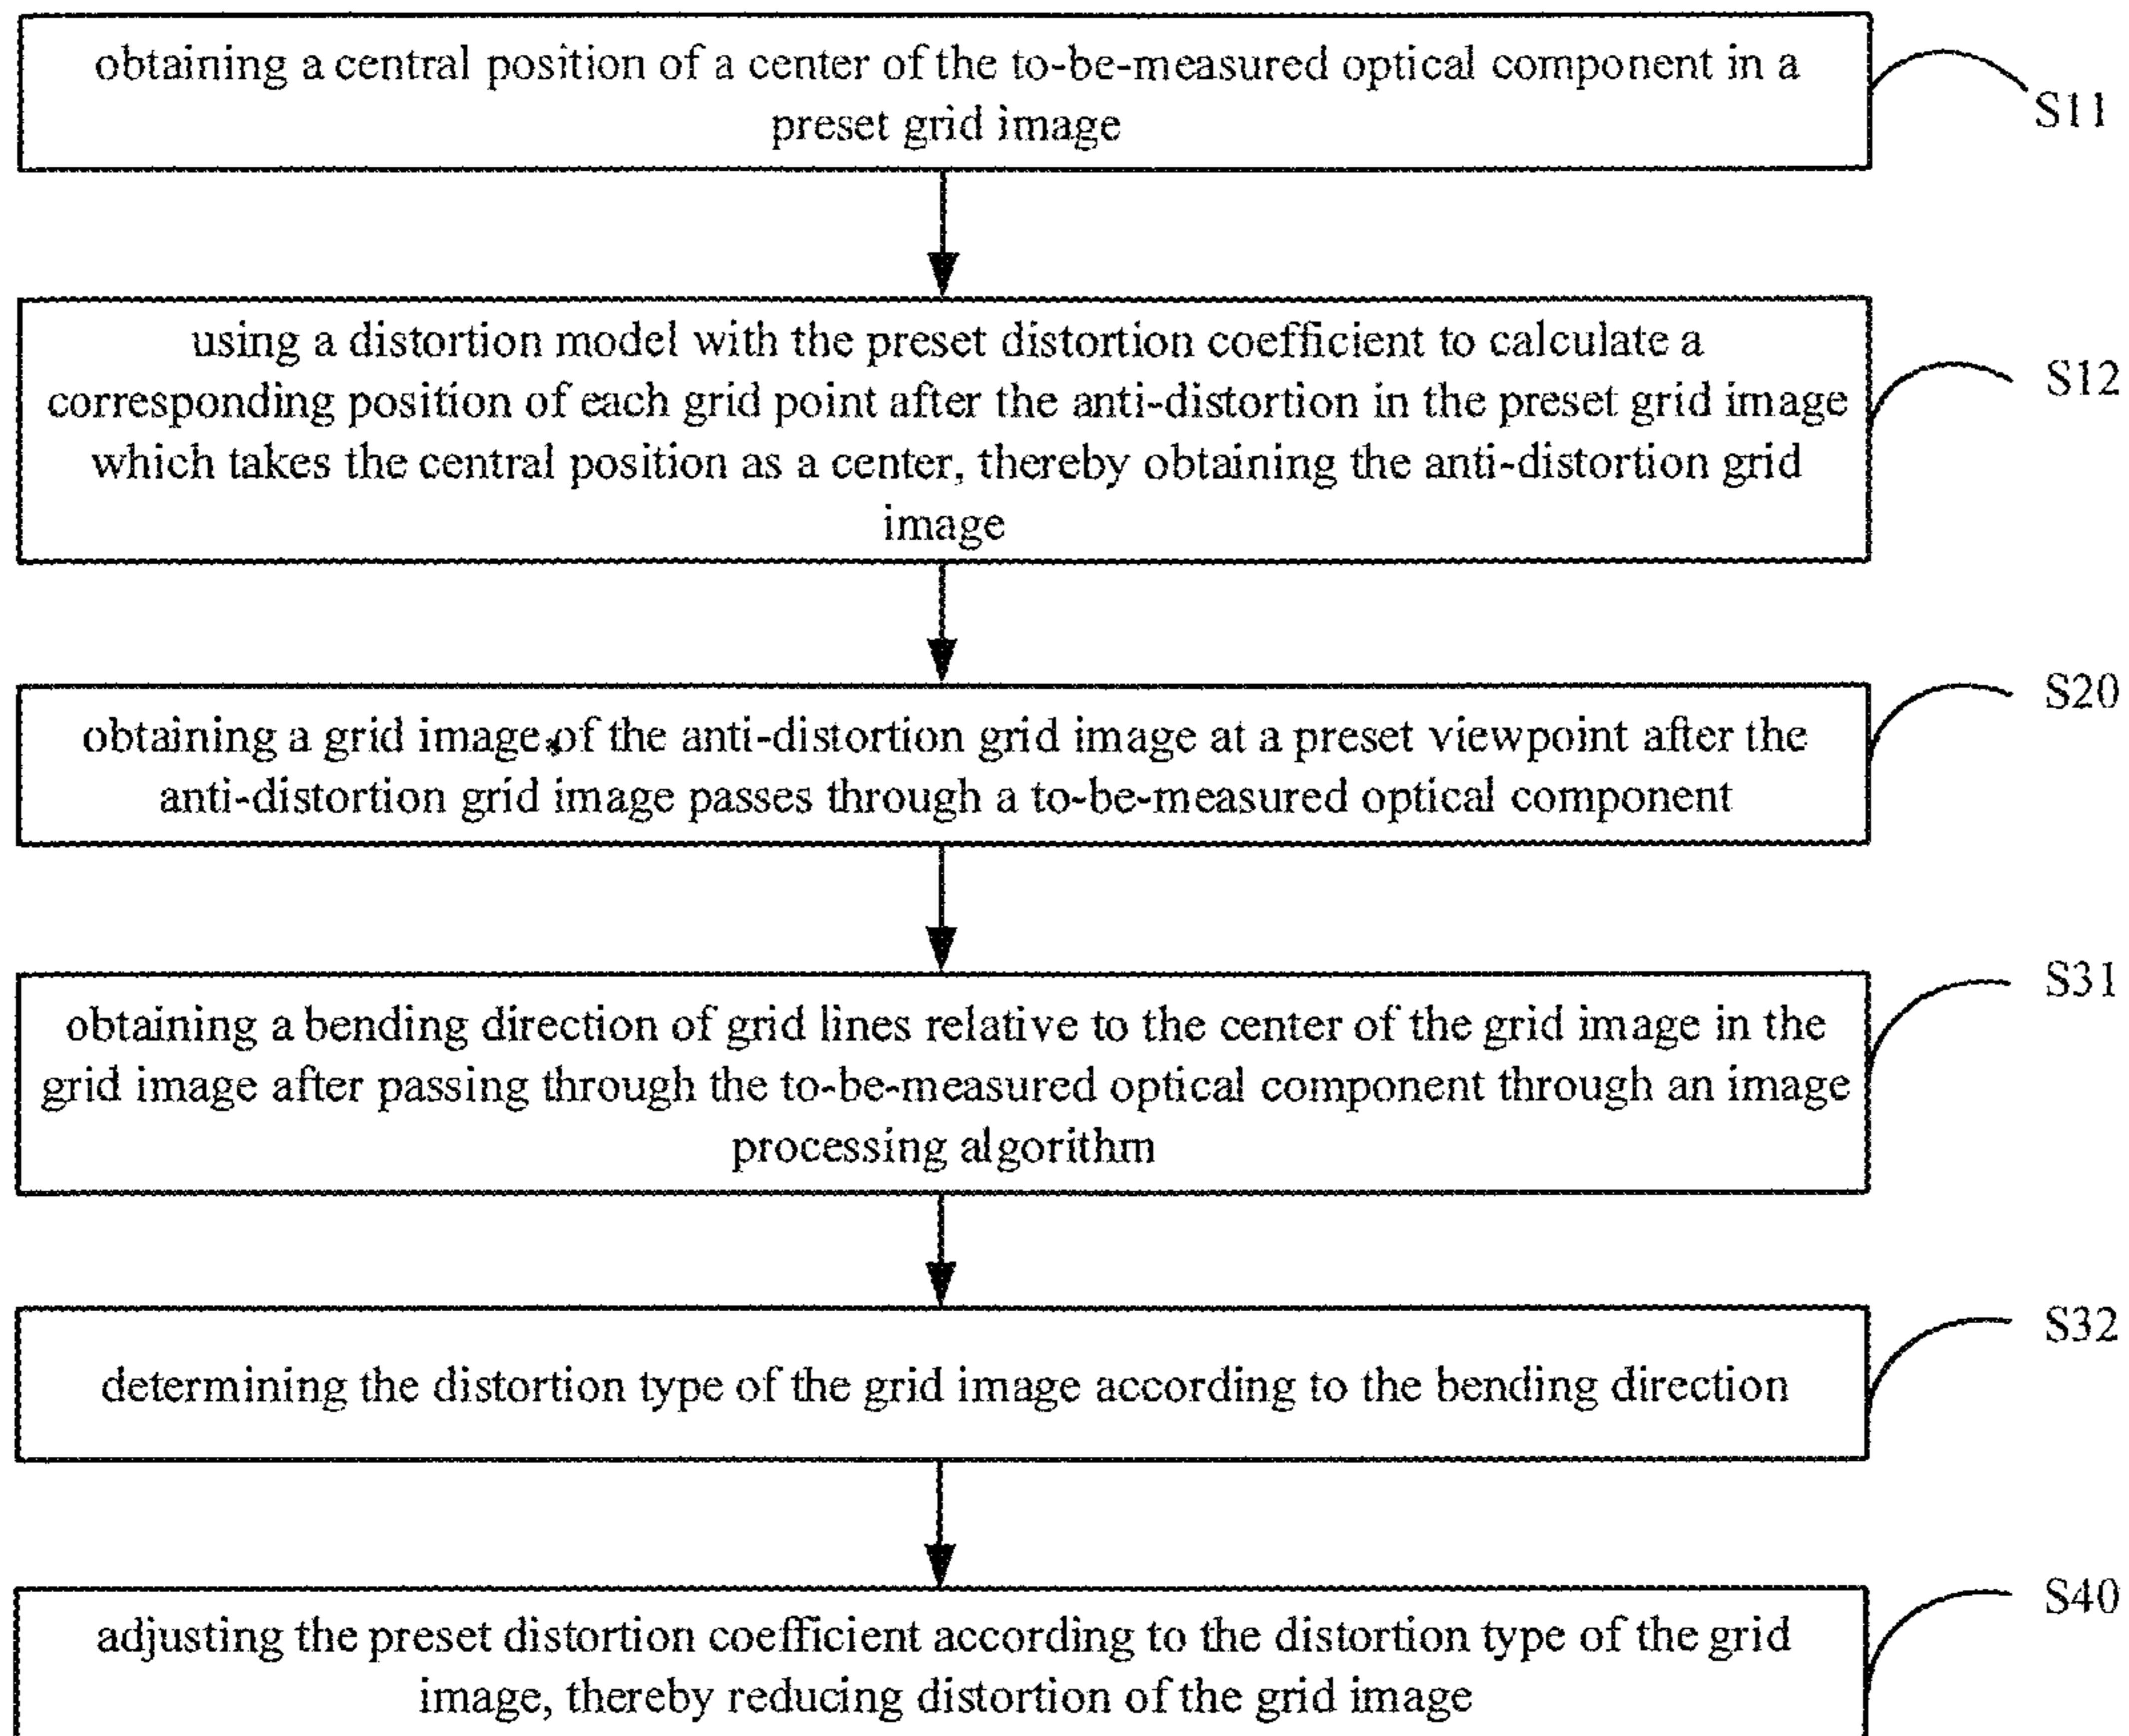 obtaining a central position of a center of the to-be-measured optical component in a
preset grid image
S11
using a distortion model with the preset distortion coefficient to calculate a
corresponding position of each grid point after the anti-distortion in the preset grid image
which takes the central position as a center, thereby obtaining the anti-distortion grid
image
S12
obtaining a grid image of the anti-distortion grid image at a preset viewpoint after the
anti-distortion grid image passes through a to-be-measured optical component
S20
obtaining a bending direction of grid lines relative to the center of the grid image in the
grid image after passing through the to-be-measured optical component through an image
processing algorithm
S31
determining the distortion type of the grid image according to the bending direction
S32
adjusting the preset distortion coefficient according to the distortion type of the grid
image, thereby reducing distortion of the grid image
S40